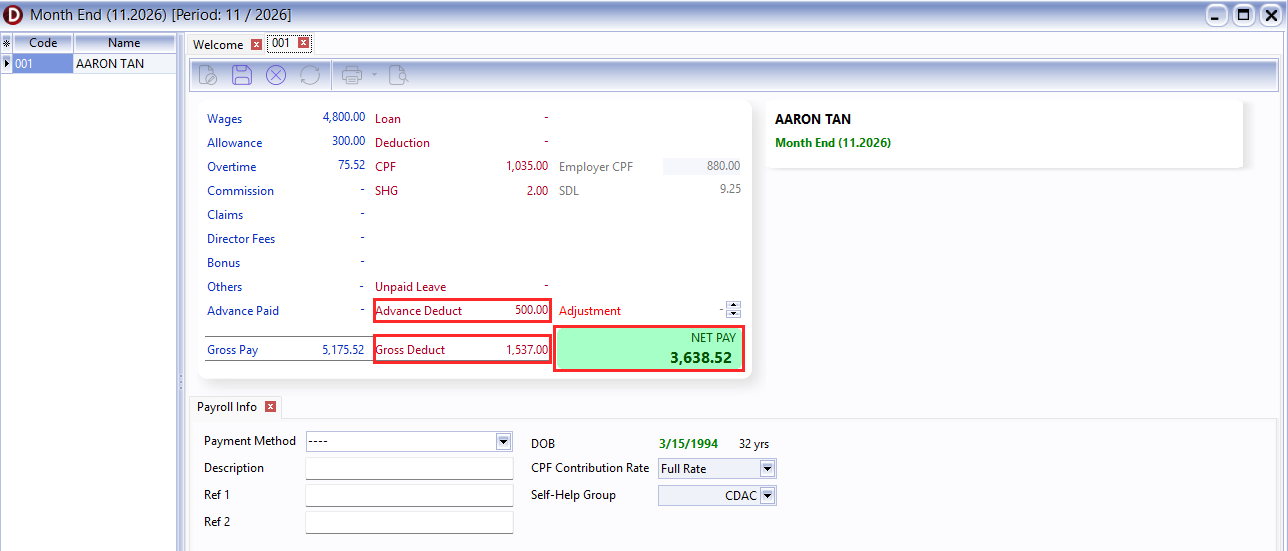 D Month End (11.2026) [Period: 11 / 2026]
Code Name
001 AARON TAN
Welcome 001
Wages 4,800.00 Loan -
Allowance 300.00 Deduction -
Overtime 75.52 CPF 1,035.00 Employer CPF 880.00
Commission - SHG 2.00 SDL 9.25
Claims -
Director Fees -
Bonus -
Others - Unpaid Leave -
Advance Paid - Advance Deduct 500.00 Adjustment -
Gross Pay 5,175.52 Gross Deduct 1,537.00
NET PAY
3,638.52
AARON TAN
Month End (11.2026)
Payroll Info
Payment Method ----
Description
Ref 1
Ref 2
DOB 3/15/1994 32 yrs
CPF Contribution Rate Full Rate
Self-Help Group CDAC